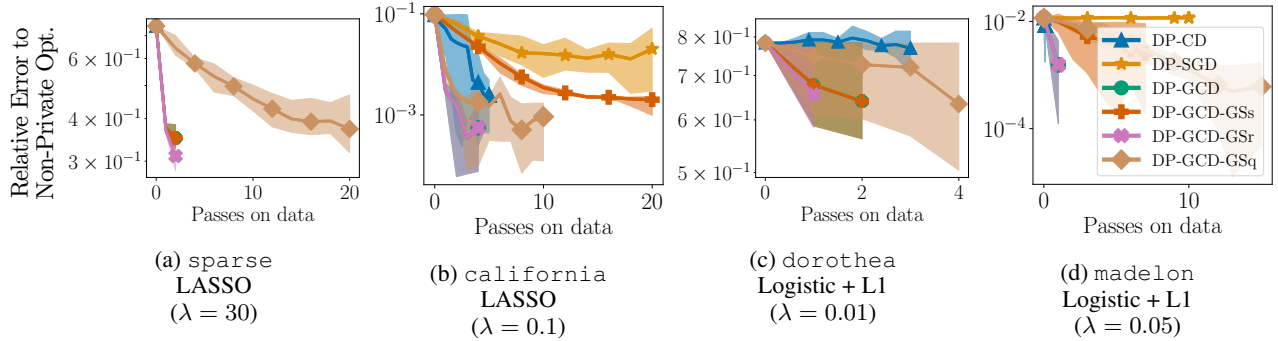 Relative Error to
Non-Private Opt.
6 × 10⁻¹
4 × 10⁻¹
3 × 10⁻¹
0
10
20
Passes on data
(a) sparse
LASSO
(λ = 30)
10⁻¹
10⁻³
0
20
Passes on data
(b) california
LASSO
(λ = 0.1)
8 × 10⁻¹
7 × 10⁻¹
6 × 10⁻¹
5 × 10⁻¹
0
2
4
Passes on data
(c) dorothea
Logistic + L1
(λ = 0.01)
10⁻²
10⁻⁴
0
10
Passes on data
DP-CD
DP-SGD
DP-GCD
DP-GCD-GSs
DP-GCD-GSr
DP-GCD-GSq
(d) madelon
Logistic + L1
(λ = 0.05)